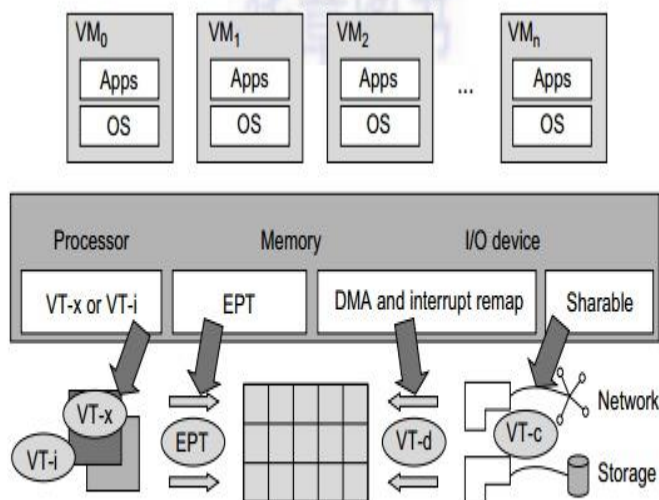 VM0 VM1 VM2 VMn
Apps Apps Apps ... Apps
OS OS OS OS
Processor Memory I/O device
VT-x or VT-i EPT DMA and interrupt remap Sharable
VT-x Network
VT-i EPT VT-d VT-c
Storage